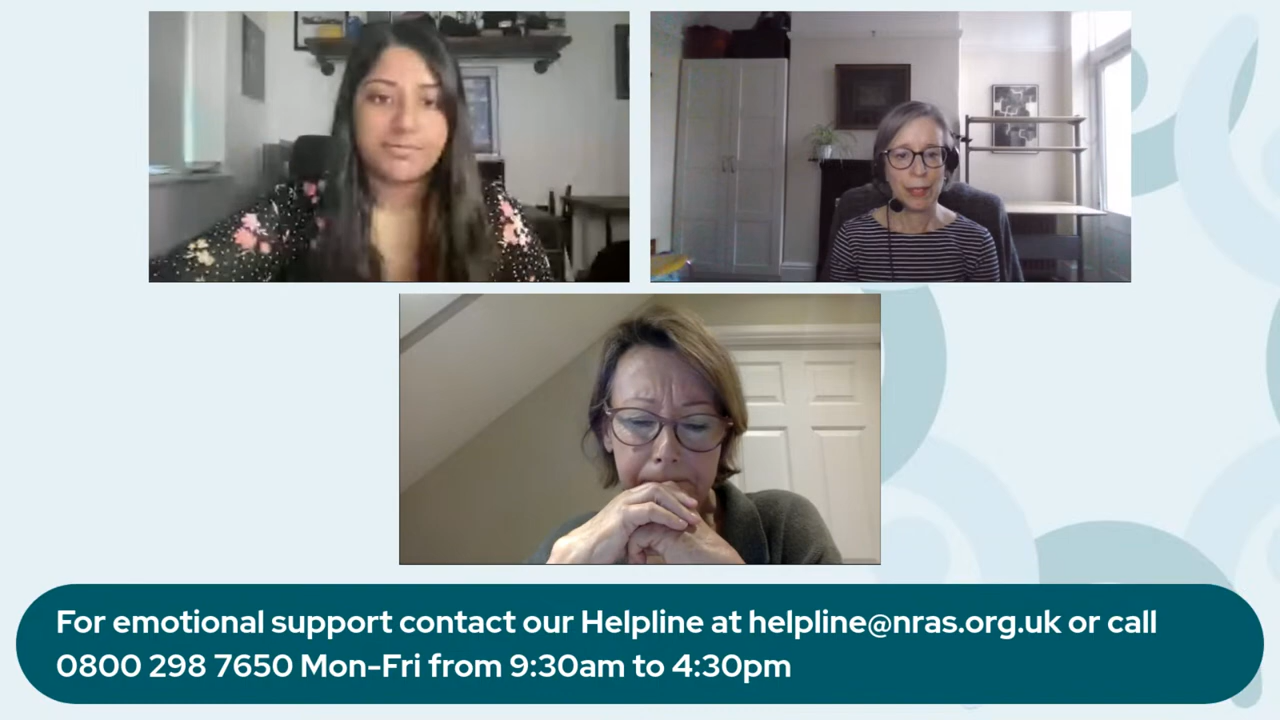 For emotional support contact our Helpline at helpline@nras.org.uk or call
0800 298 7650 Mon-Fri from 9:30am to 4:30pm